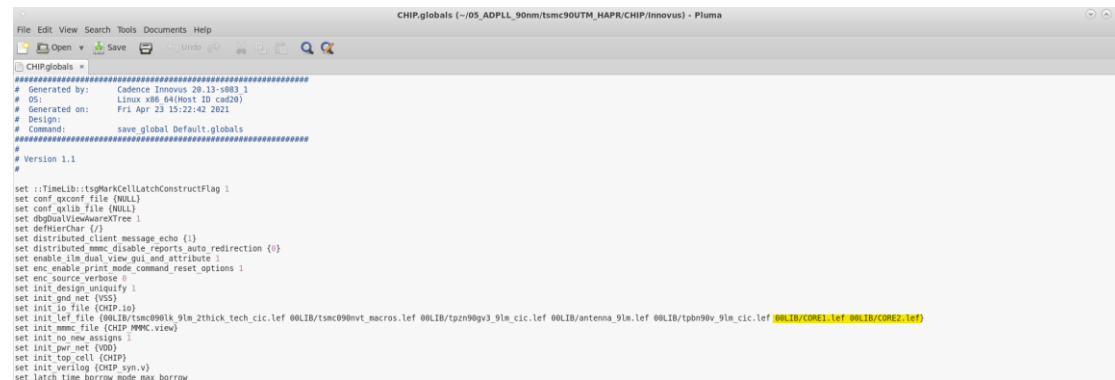 CHIP.globals (~/05_ADPLL_90nm/tsmc90UTM_HAPR/CHIP/Innovus) - Pluma
File Edit View Search Tools Documents Help
Open Save Undo
CHIP.globals ×
################################################################
# Generated by: Cadence Innovus 20.13-s083_1
# OS: Linux x86_64(Host ID cad20)
# Generated on: Fri Apr 23 15:22:42 2021
# Design:
# Command: save_global Default.globals
################################################################
#
# Version 1.1
#
set ::TimeLib::tsgMarkCellLatchConstructFlag 1
set conf_qxconf_file {NULL}
set conf_qxlib_file {NULL}
set dbgDualViewAwareXTree 1
set defHierChar {/}
set distributed_client_message_echo {1}
set distributed_mmmc_disable_reports_auto_redirection {0}
set enable_ilm_dual_view_gui_and_attribute 1
set enc_enable_print_mode_command_reset_options 1
set enc_source_verbose 0
set init_design_uniquify 1
set init_gnd_net {VSS}
set init_io_file {CHIP.io}
set init_lef_file {00LIB/tsmc090lk_9lm_2thick_tech_cic.lef 00LIB/tsmc090nvt_macros.lef 00LIB/tpzn90gv3_9lm_cic.lef 00LIB/antenna_9lm.lef 00LIB/tpbn90v_9lm_cic.lef 00LIB/CORE1.lef 00LIB/CORE2.lef}
set init_mmmc_file {CHIP_MMMC.view}
set init_no_new_assigns 1
set init_pwr_net {VDD}
set init_top_cell {CHIP}
set init_verilog {CHIP_syn.v}
set latch_time_borrow_mode max_borrow